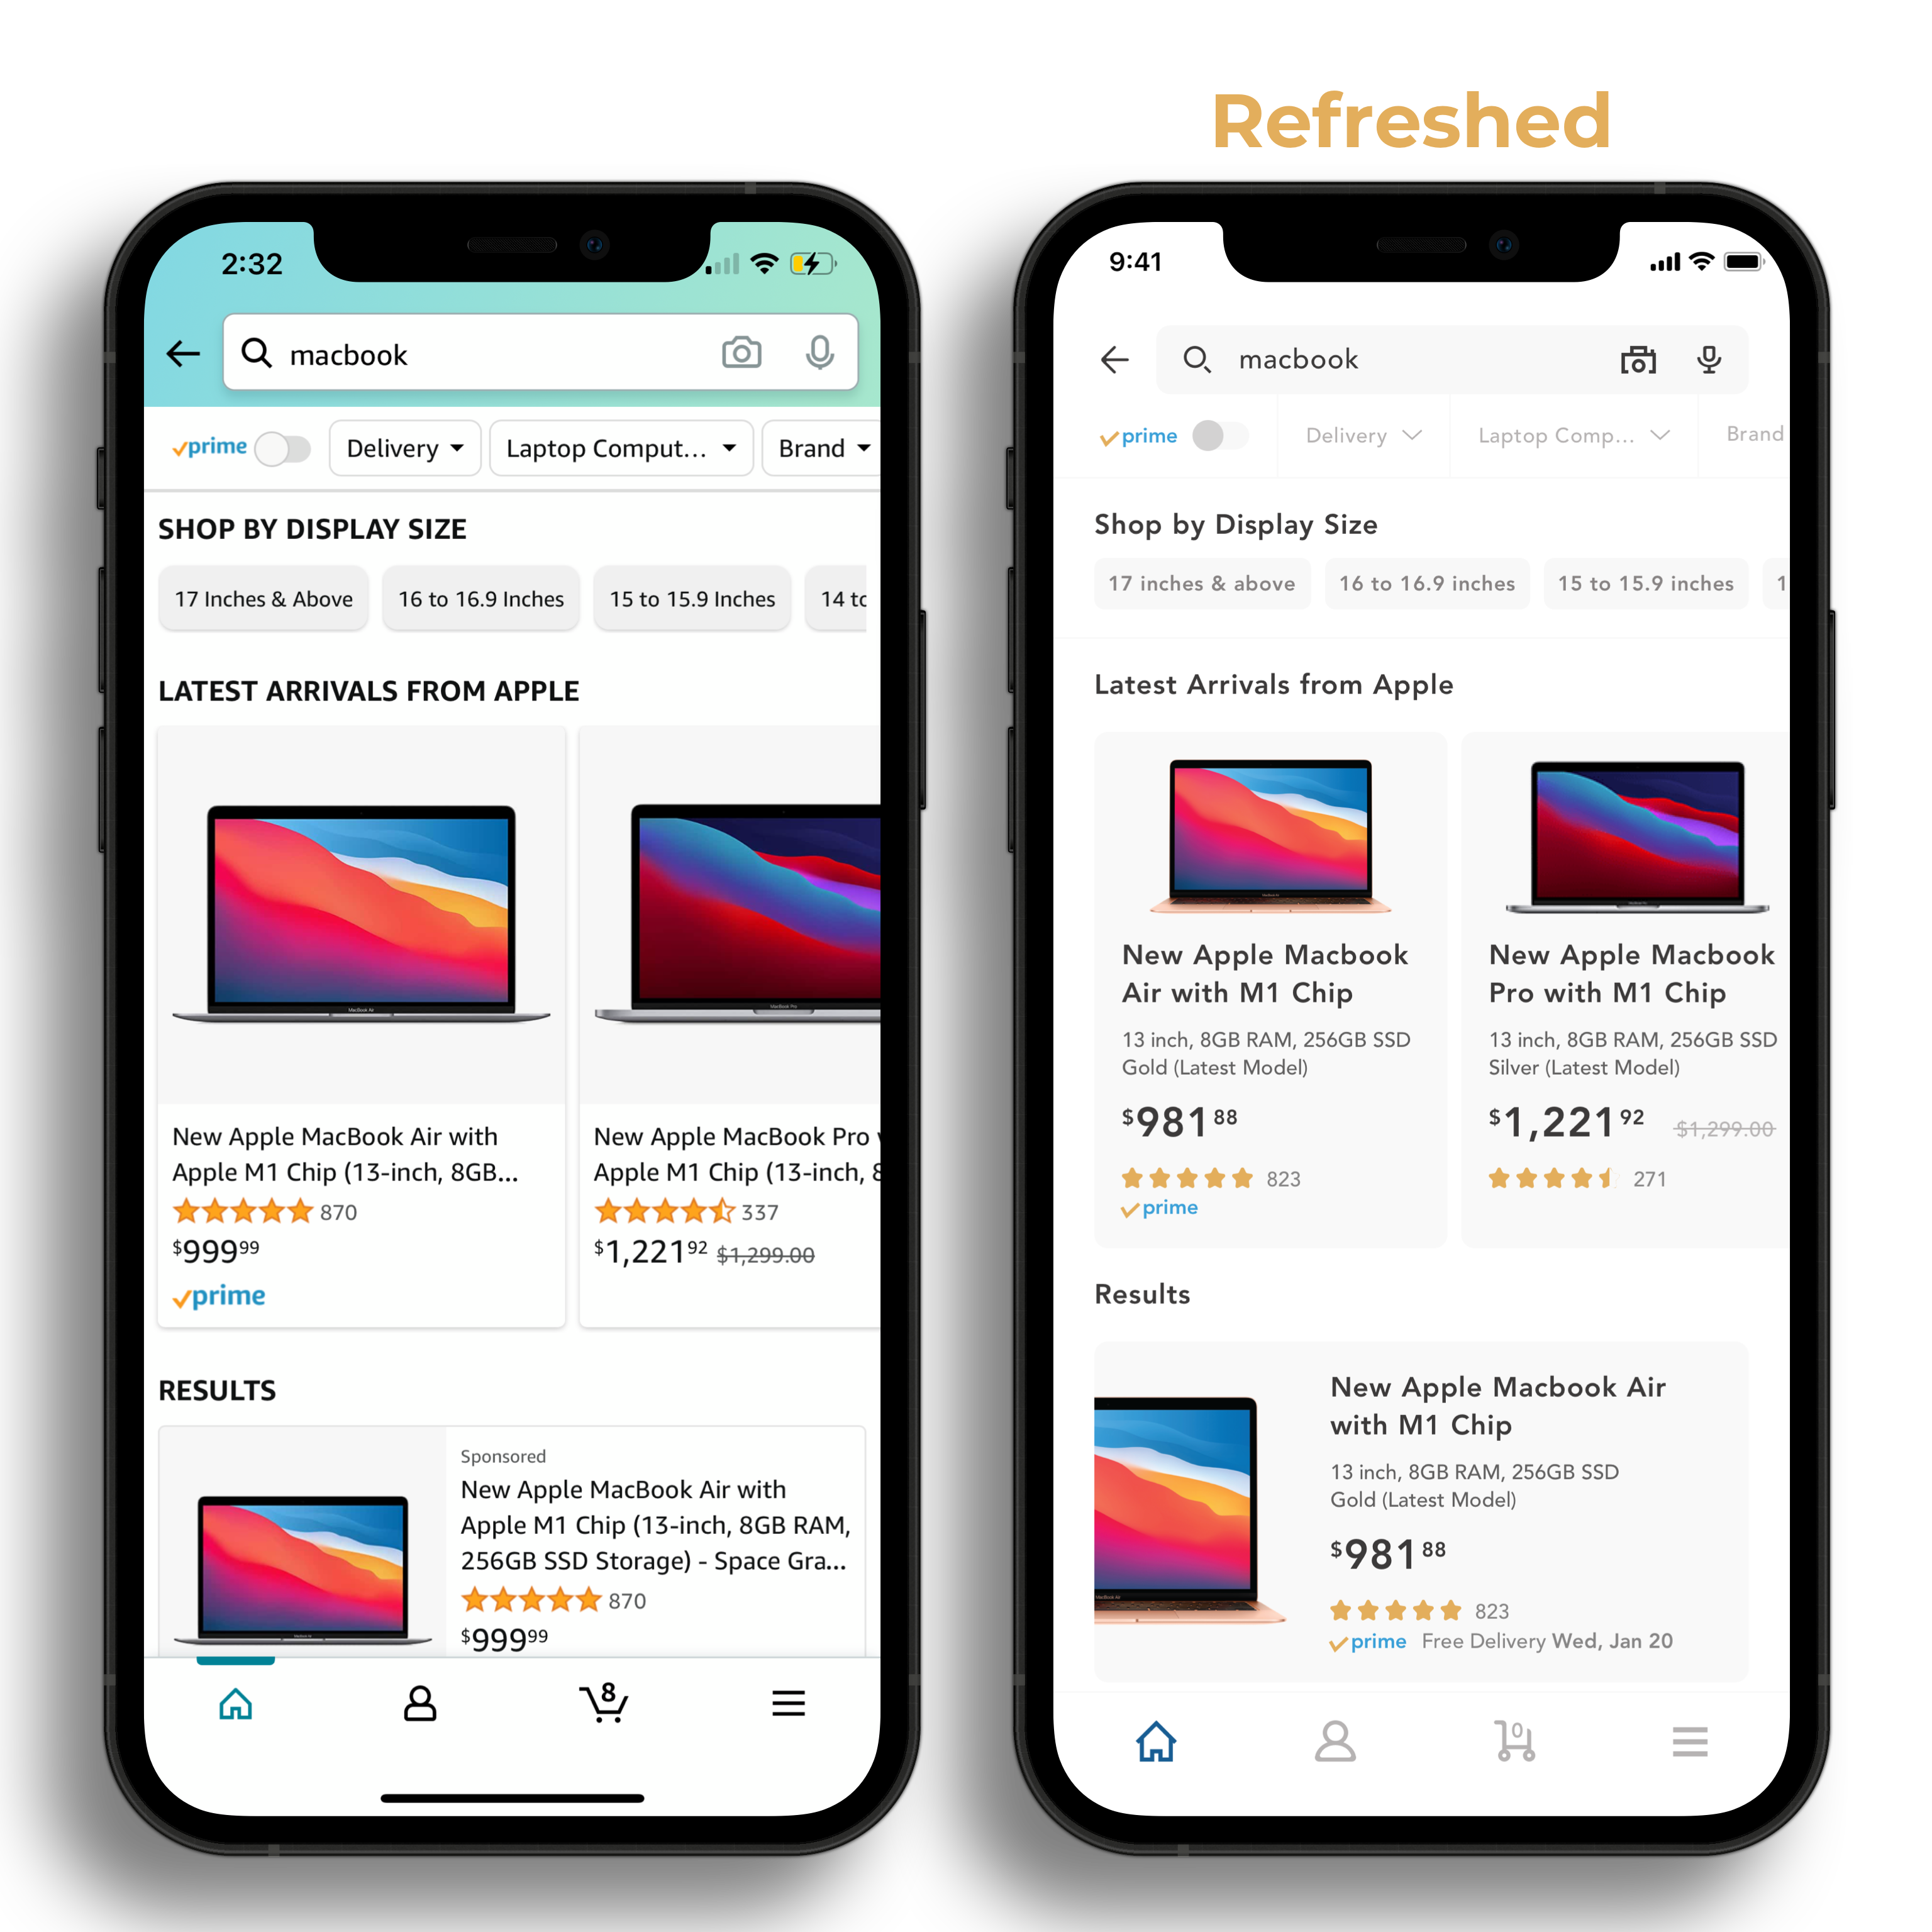 Refreshed
2:32
macbook
prime
Delivery
Laptop Comput...
Brand
SHOP BY DISPLAY SIZE
17 Inches & Above
16 to 16.9 Inches
15 to 15.9 Inches
14 to
LATEST ARRIVALS FROM APPLE
MacBook Air
MacBook Pro
New Apple MacBook Air with
Apple M1 Chip (13-inch, 8GB...
870
$999 99
prime
New Apple MacBook Pro
Apple M1 Chip (13-inch, 8
337
$1,221 92 $1,299.00
RESULTS
Sponsored
New Apple MacBook Air with
Apple M1 Chip (13-inch, 8GB RAM,
256GB SSD Storage) - Space Gra...
870
$999 99
8
9:41
macbook
prime
Delivery
Laptop Comp...
Brand
Shop by Display Size
17 inches & above
16 to 16.9 inches
15 to 15.9 inches
1
Latest Arrivals from Apple
New Apple Macbook
Air with M1 Chip
13 inch, 8GB RAM, 256GB SSD
Gold (Latest Model)
$981 88
823
prime
New Apple Macbook
Pro with M1 Chip
13 inch, 8GB RAM, 256GB SSD
Silver (Latest Model)
$1,221 92 $1,299.00
271
Results
MacBook Air
New Apple Macbook Air
with M1 Chip
13 inch, 8GB RAM, 256GB SSD
Gold (Latest Model)
$981 88
823
prime Free Delivery Wed, Jan 20
0